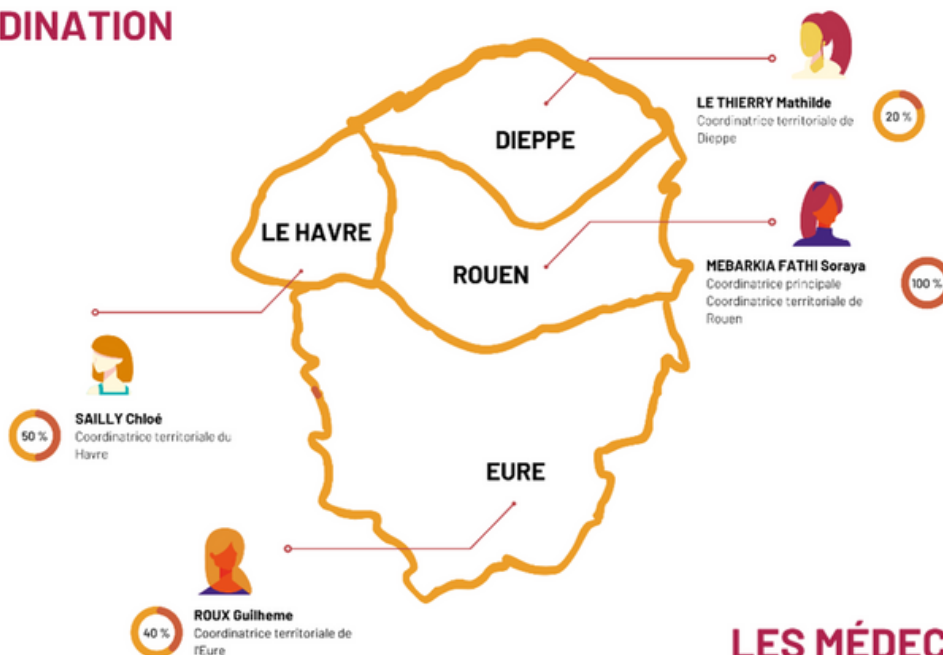 DINATION
LE THIERRY Mathilde
Coordinatrice territoriale de
Dieppe
20 %
DIEPPE
LE HAVRE
ROUEN
MEBARKIA FATHI Soraya
Coordinatrice principale
Coordinatrice territoriale de
Rouen
100 %
SAILLY Chloé
Coordinatrice territoriale du
Havre
50 %
EURE
ROUX Guilheme
Coordinatrice territoriale de
l'Eure
40 %
LES MÉDEC